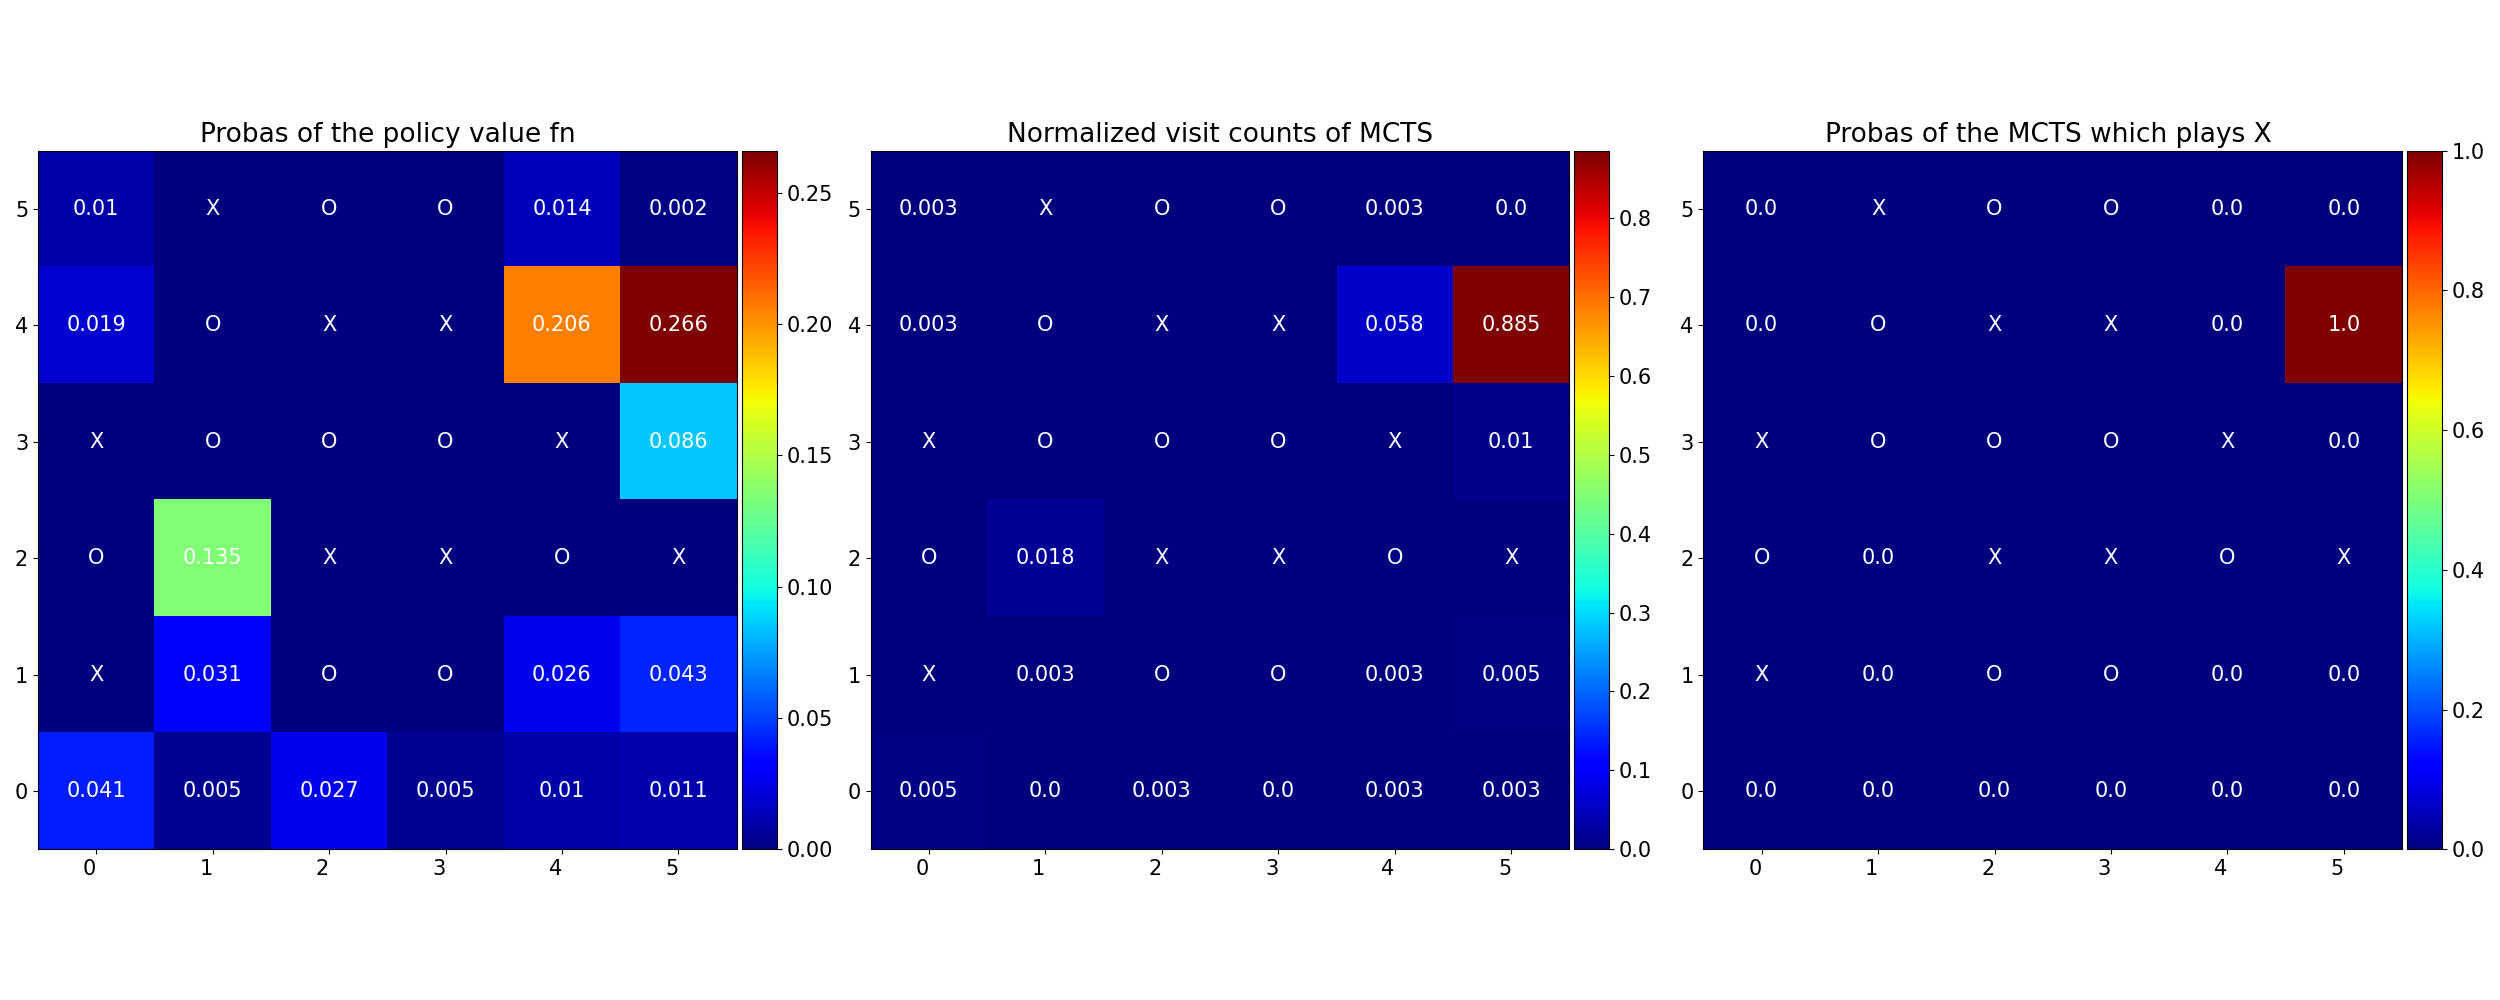 Probas of the policy value fn
5 0.01 X O O 0.014 0.002
4 0.019 O X X 0.206 0.266
3 X O O O X 0.086
2 O 0.135 X X O X
1 X 0.031 O O 0.026 0.043
0 0.041 0.005 0.027 0.005 0.01 0.011
0 1 2 3 4 5
0.25
0.20
0.15
0.10
0.05
0.00
Normalized visit counts of MCTS
5 0.003 X O O 0.003 0.0
4 0.003 O X X 0.058 0.885
3 X O O O X 0.01
2 O 0.018 X X O X
1 X 0.003 O O 0.003 0.005
0 0.005 0.0 0.003 0.0 0.003 0.003
0 1 2 3 4 5
0.8
0.7
0.6
0.5
0.4
0.3
0.2
0.1
0.0
Probas of the MCTS which plays X
5 0.0 X O O 0.0 0.0
4 0.0 O X X 0.0 1.0
3 X O O O X 0.0
2 O 0.0 X X O X
1 X 0.0 O O 0.0 0.0
0 0.0 0.0 0.0 0.0 0.0 0.0
0 1 2 3 4 5
1.0
0.8
0.6
0.4
0.2
0.0